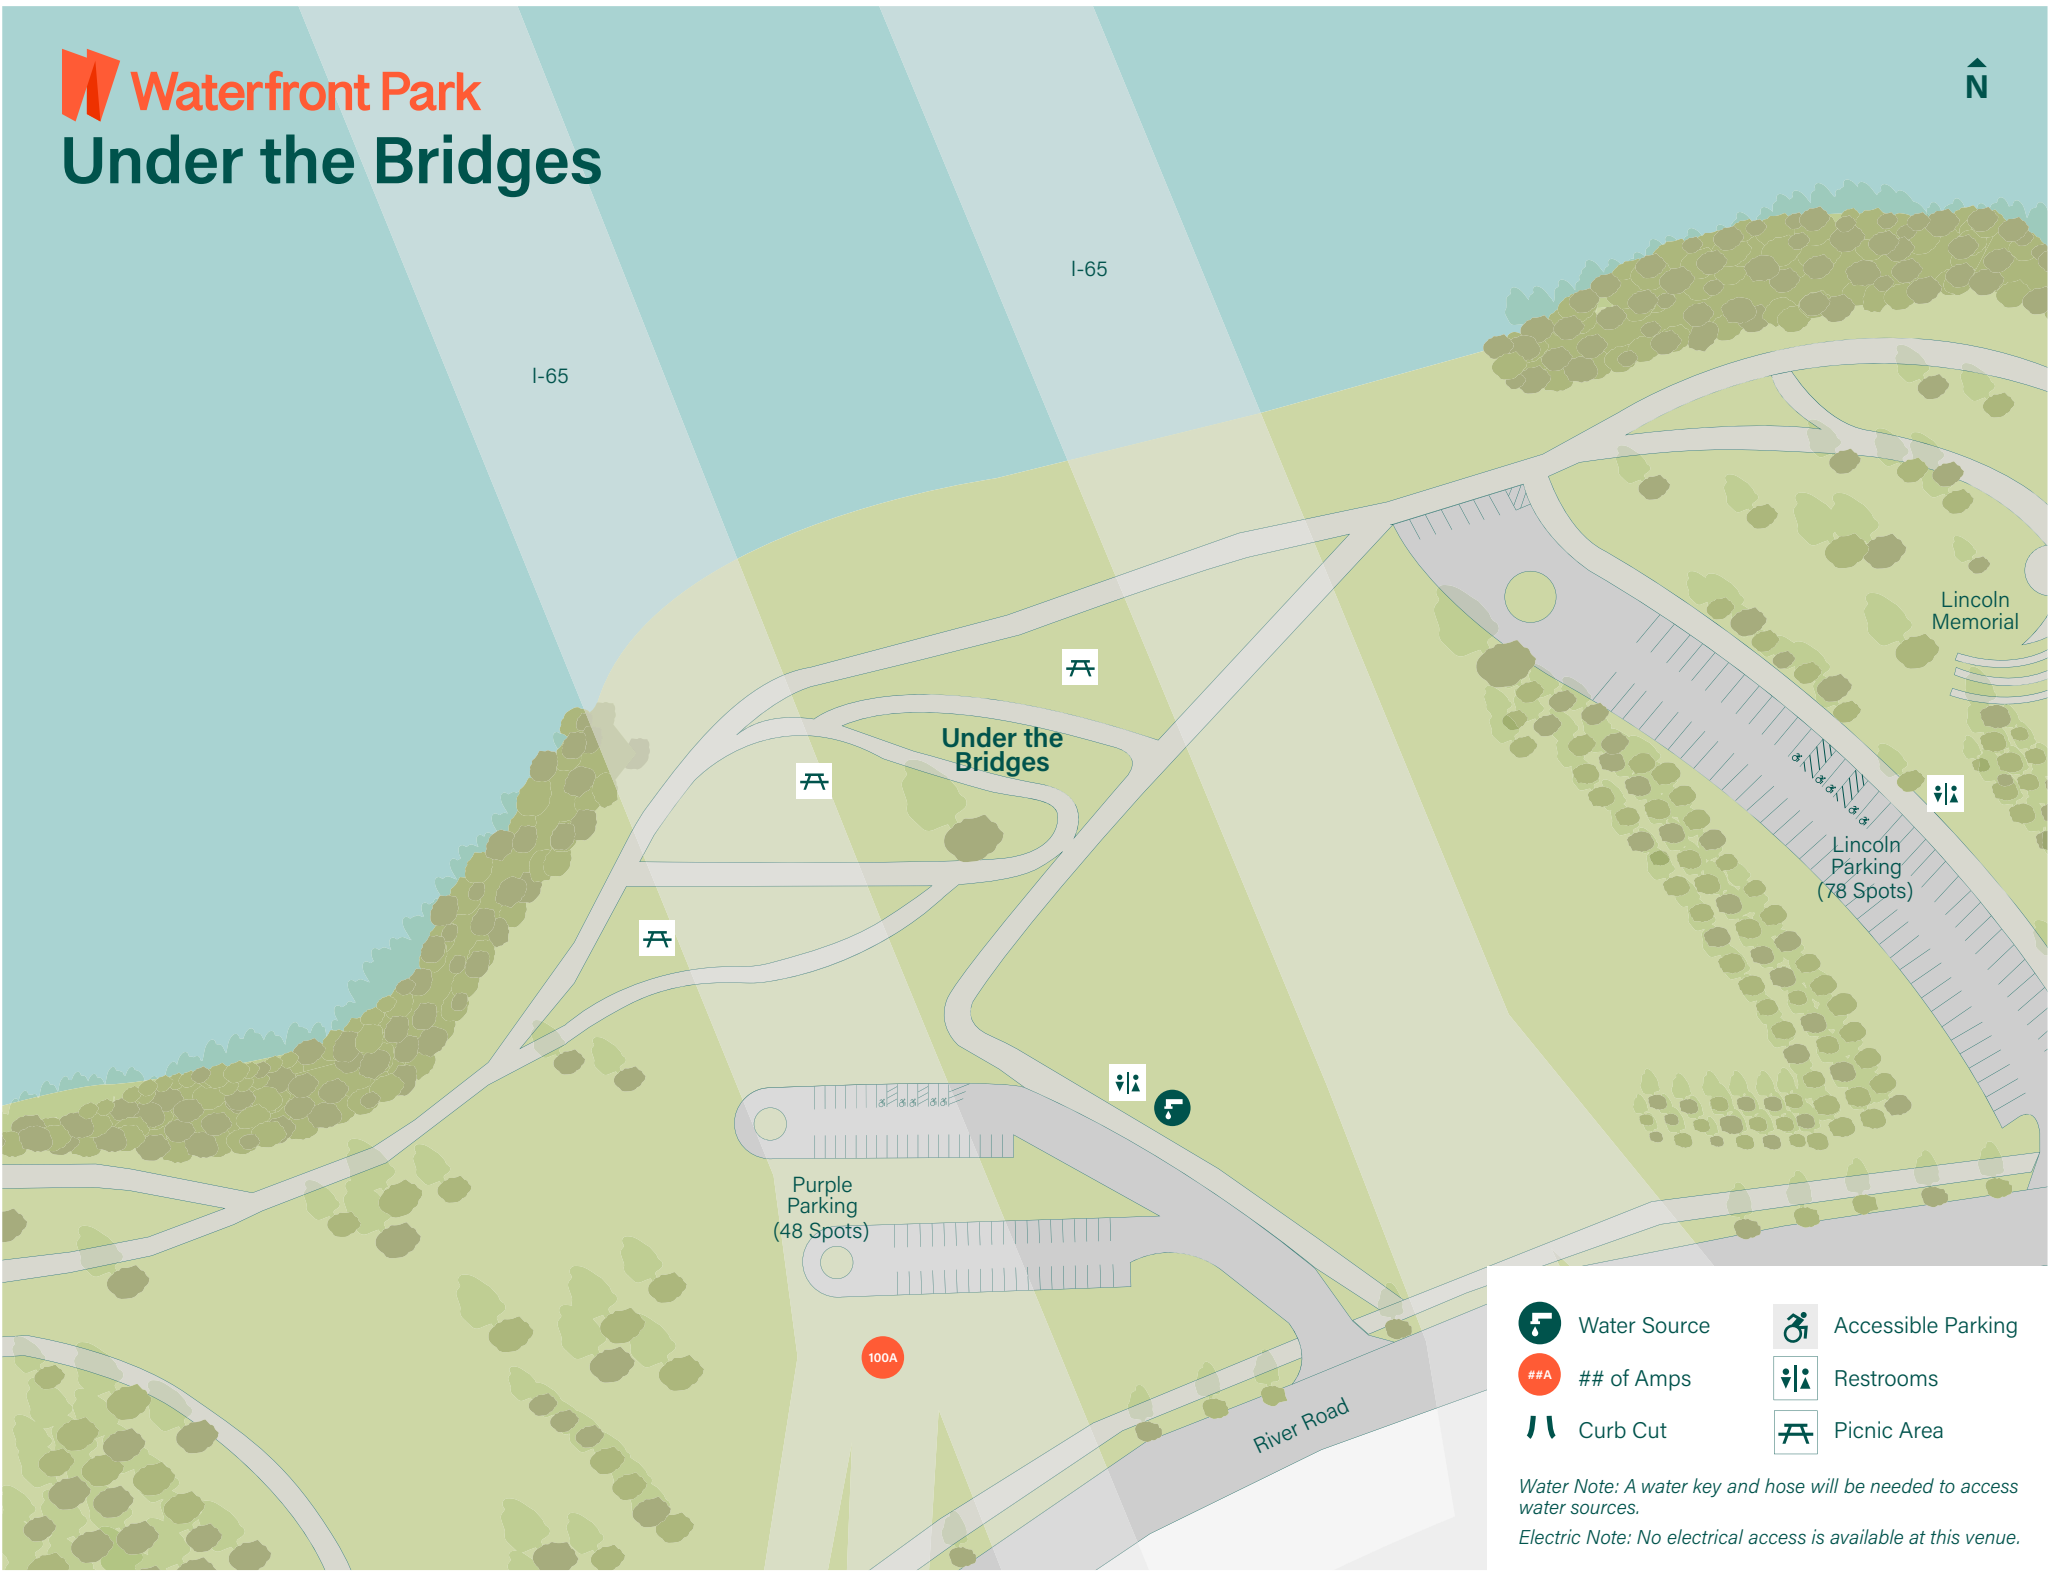 Waterfront Park
Under the Bridges
N
I-65
I-65
Lincoln
Memorial
Under the
Bridges
Lincoln
Parking
(78 Spots)
Purple
Parking
(48 Spots)
100A
River Road
Water Source
Accessible Parking
##A
## of Amps
Restrooms
Curb Cut
Picnic Area
Water Note: A water key and hose will be needed to access
water sources.
Electric Note: No electrical access is available at this venue.